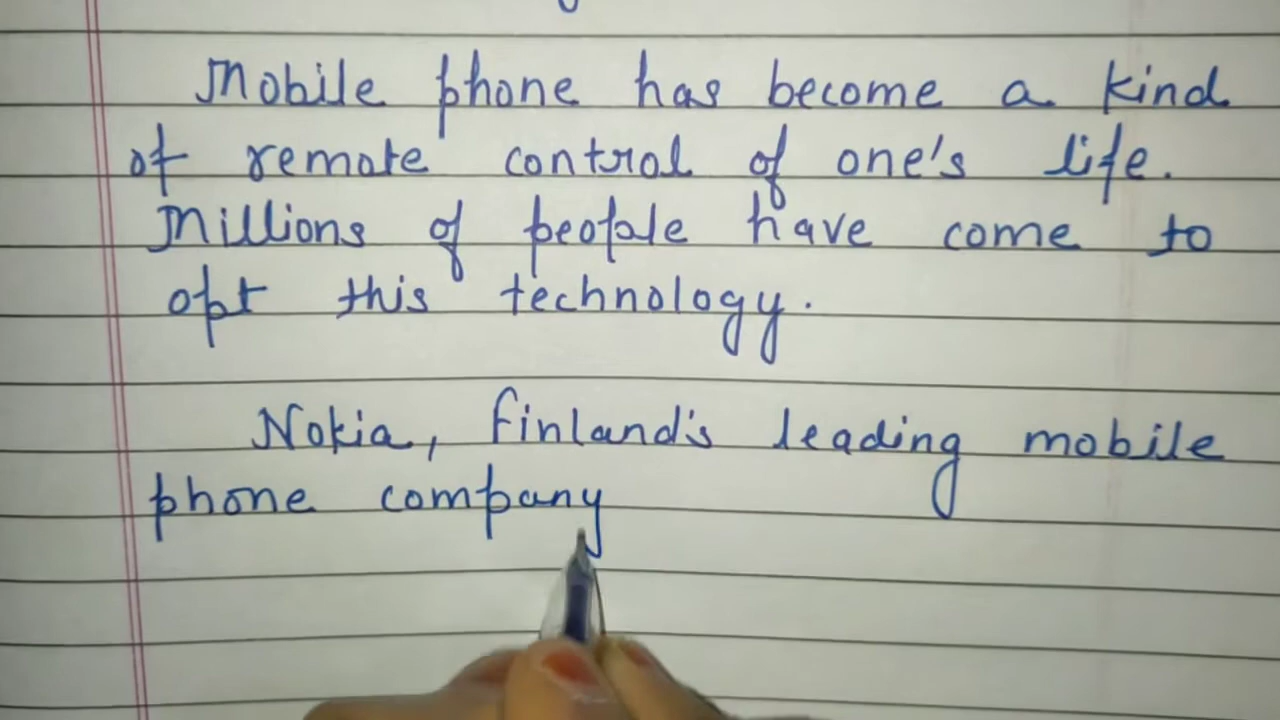 Mobile phone has become a kind
of remote control of one's life.
Millions of people have come to
opt this technology.
Nokia, Finland's leading mobile
phone company